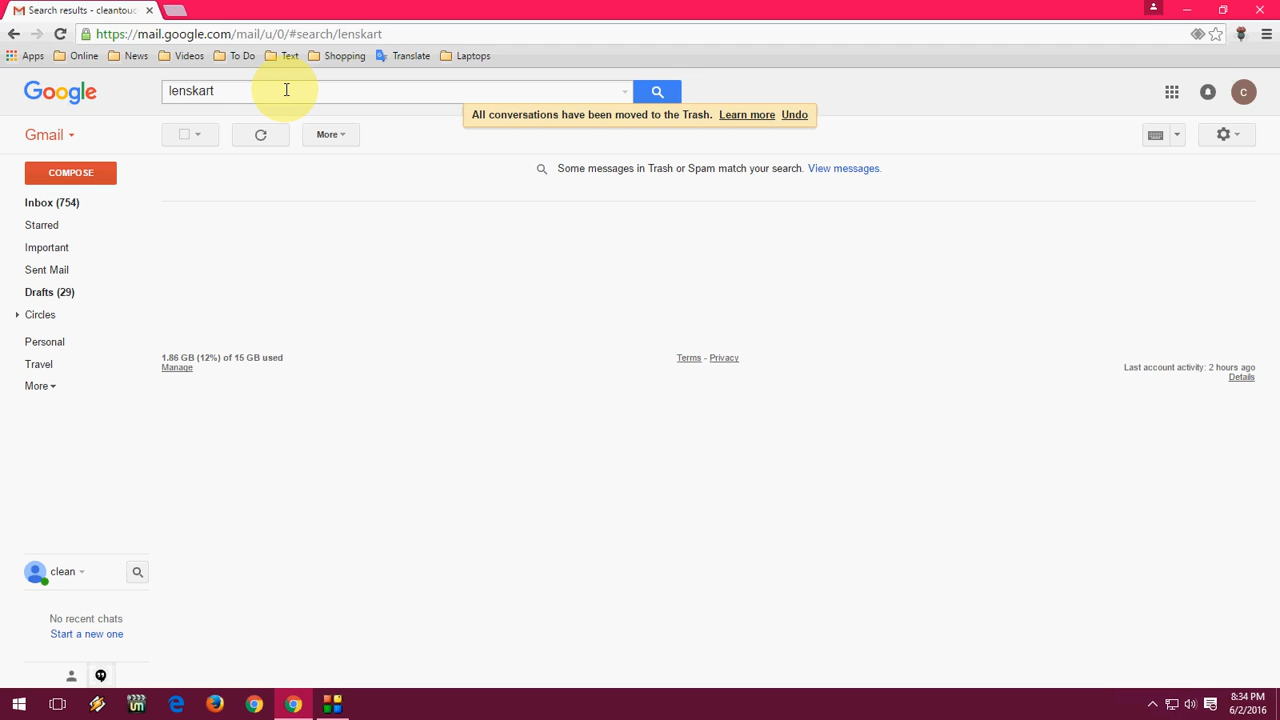 Search results - cleantouc
https://mail.google.com/mail/u/0/#search/lenskart
Apps Online News Videos To Do Text Shopping Translate Laptops
Google
lenskart
C
All conversations have been moved to the Trash. Learn more Undo
Gmail
More
COMPOSE
Some messages in Trash or Spam match your search. View messages.
Inbox (754)
Starred
Important
Sent Mail
Drafts (29)
Circles
Personal
Travel
More
1.86 GB (12%) of 15 GB used
Manage
Terms - Privacy
Last account activity: 2 hours ago
Details
clean
No recent chats
Start a new one
8:34 PM
6/2/2016